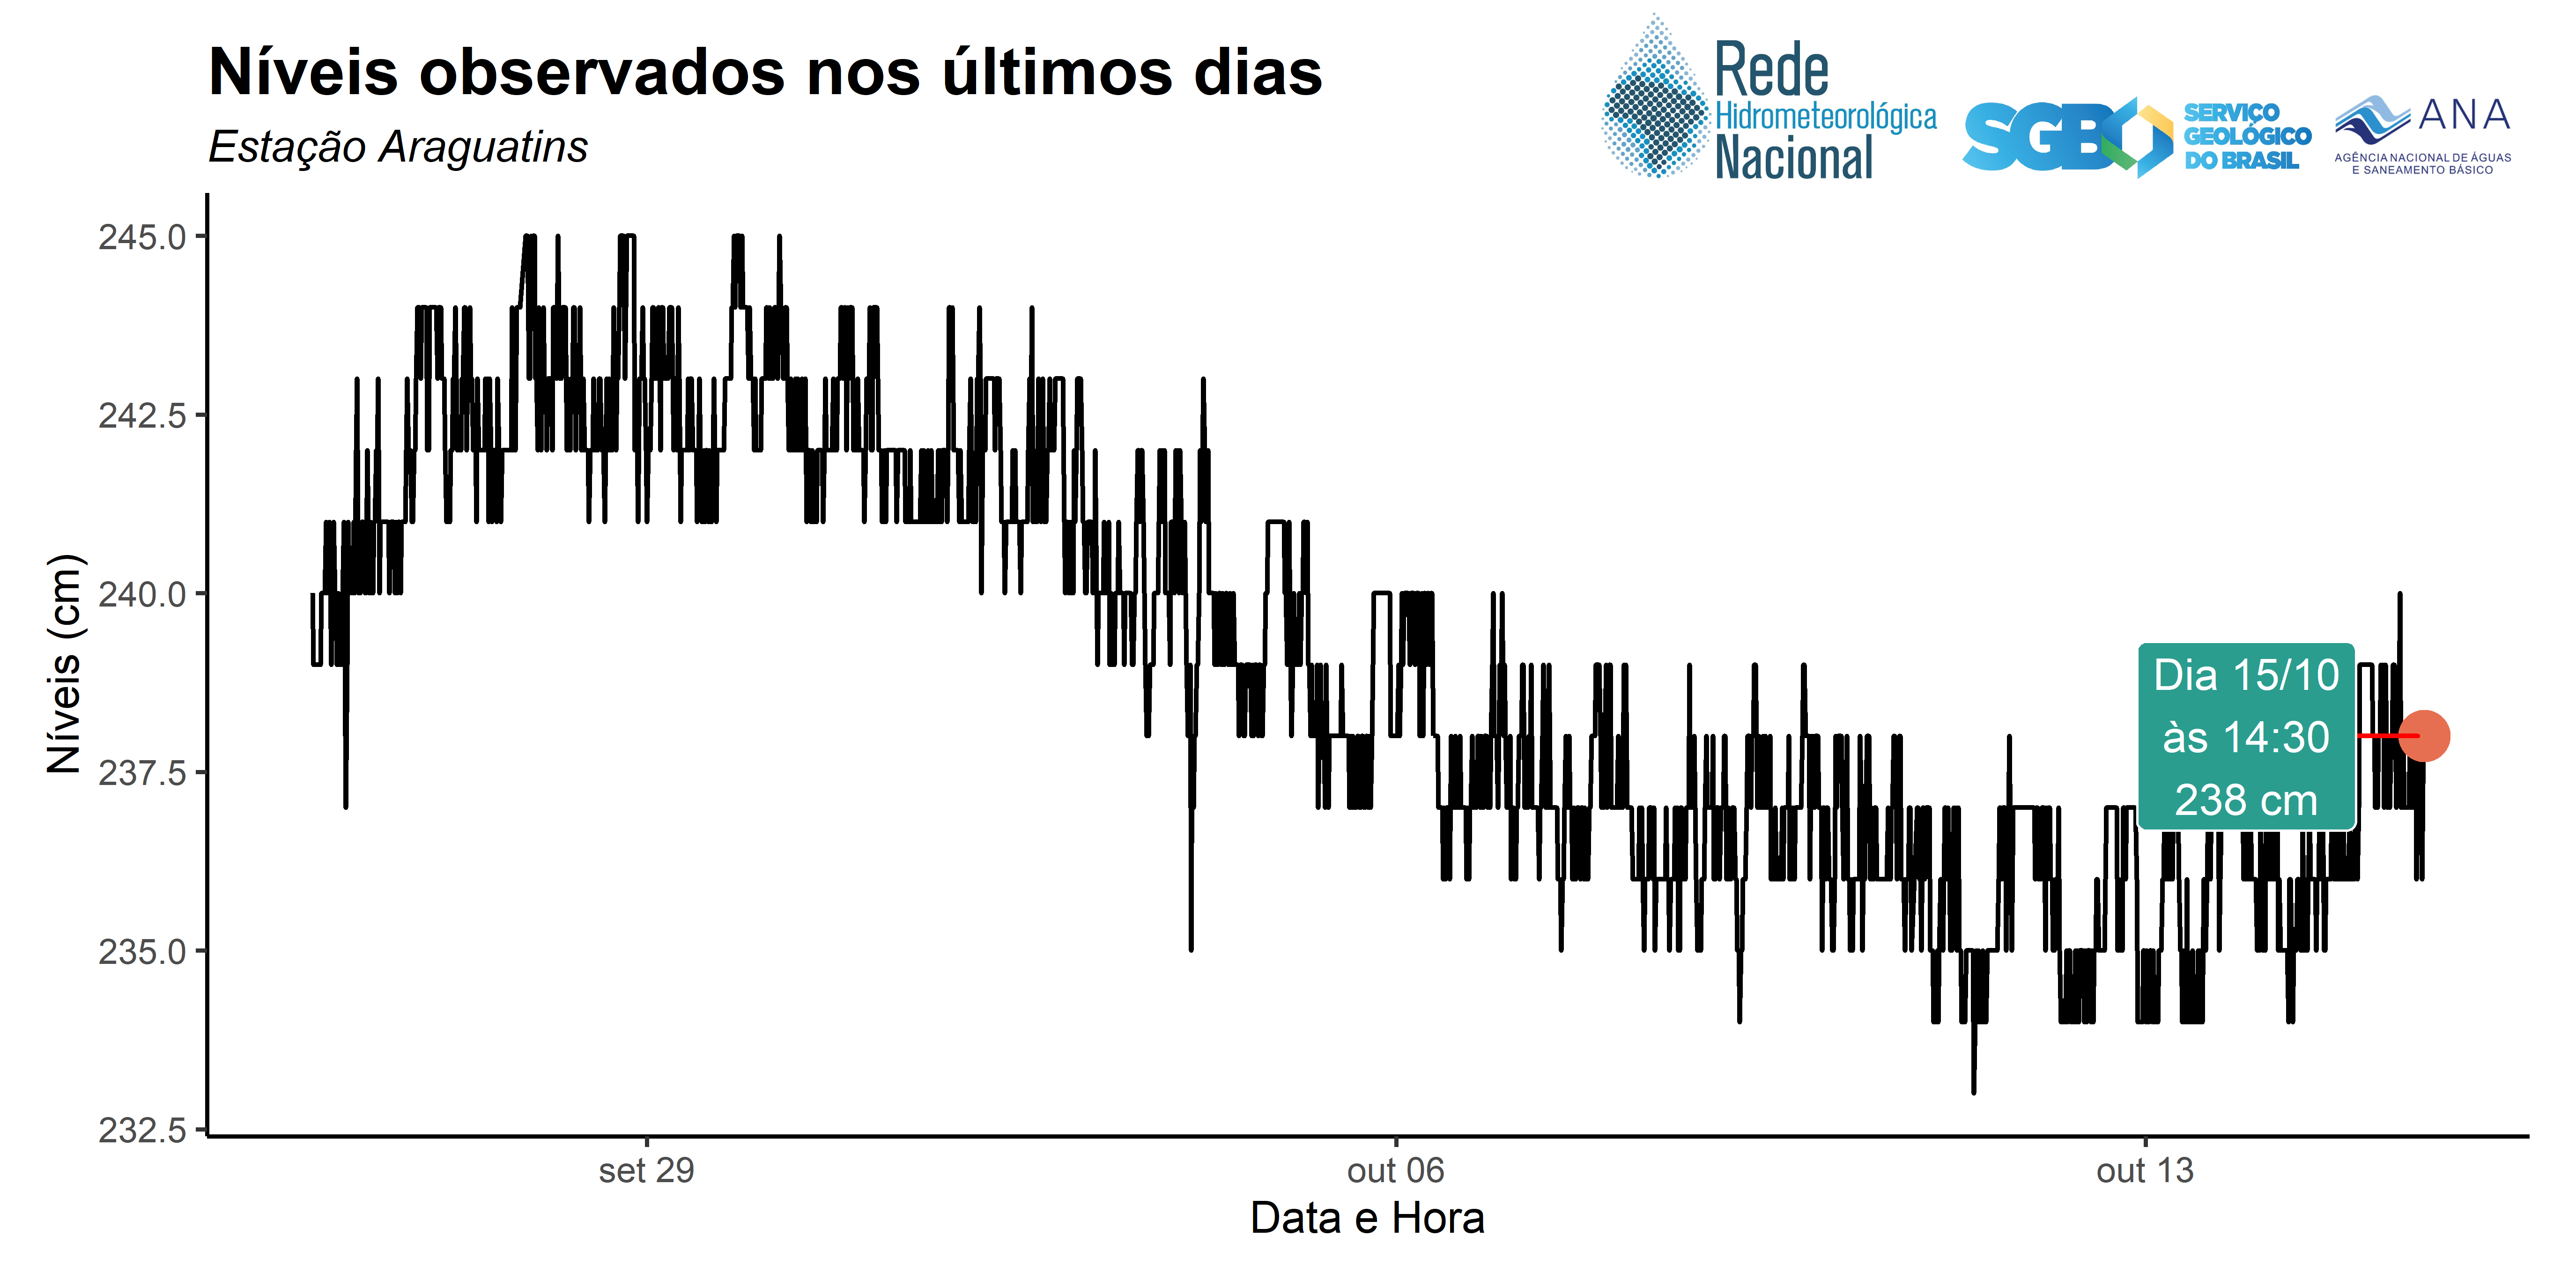 Níveis observados nos últimos dias
Estação Araguatins
Rede
Hidrometeorológica
Nacional
SGB
SERVIÇO
GEOLÓGICO
DO BRASIL
ANA
AGÊNCIA NACIONAL DE ÁGUAS
E SANEAMENTO BÁSICO
Níveis (cm)
245.0
242.5
240.0
237.5
235.0
232.5
Dia 15/10
às 14:30
238 cm
set 29
out 06
out 13
Data e Hora